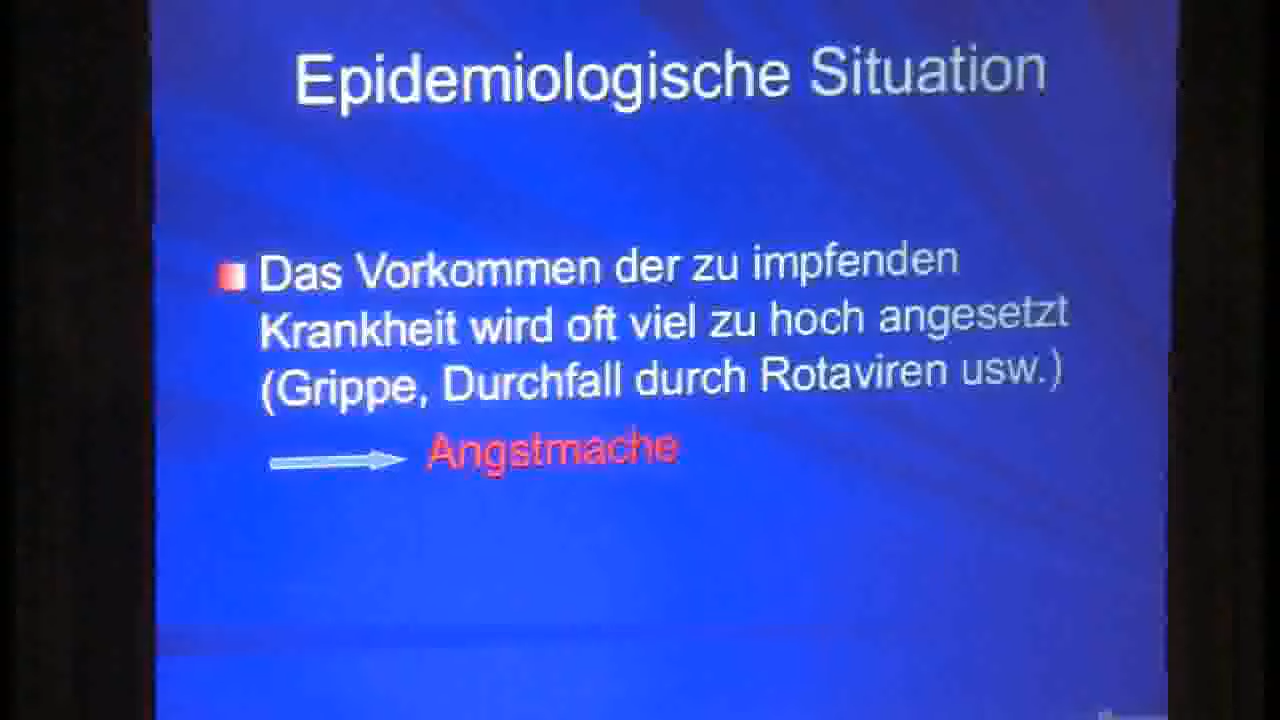 Epidemiologische Situation
Das Vorkommen der zu impfenden
Krankheit wird oft viel zu hoch angesetzt
(Grippe, Durchfall durch Rotaviren usw.)
Angstmache